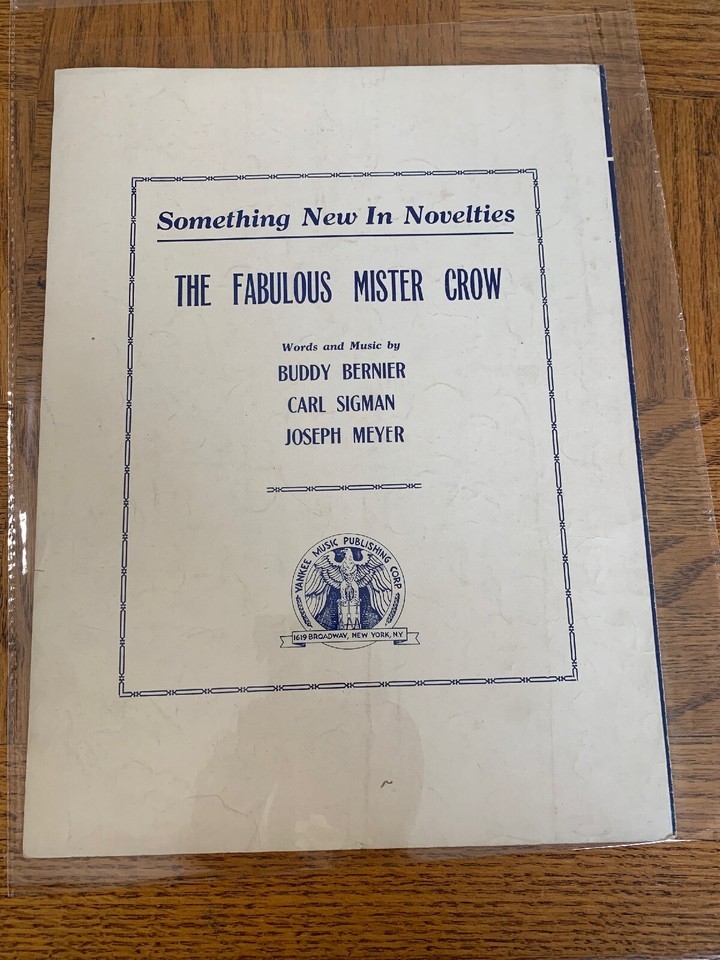 Something New In Novelties
THE FABULOUS MISTER CROW
Words and Music by
BUDDY BERNIER
CARL SIGMAN
JOSEPH MEYER
YANKEE MUSIC PUBLISHING CORP
1619 BROADWAY, NEW YORK, N.Y.